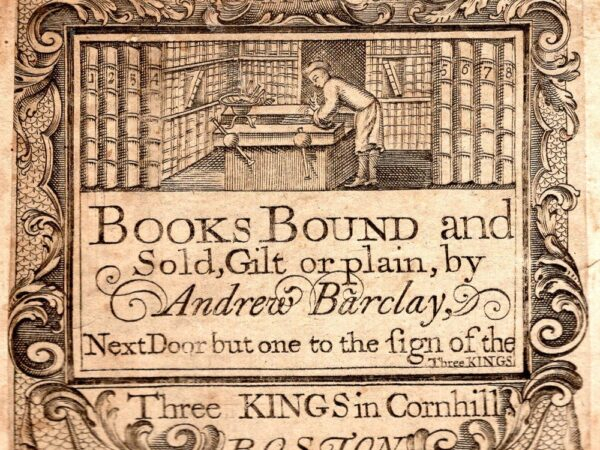 1 2 3 4 5 6 7 8
BOOKS BOUND and
Sold, Gilt or plain, by
Andrew Barclay,
Next Door but one to the ſign of the
Three KINGS
Three KINGS in Cornhill
BOSTON